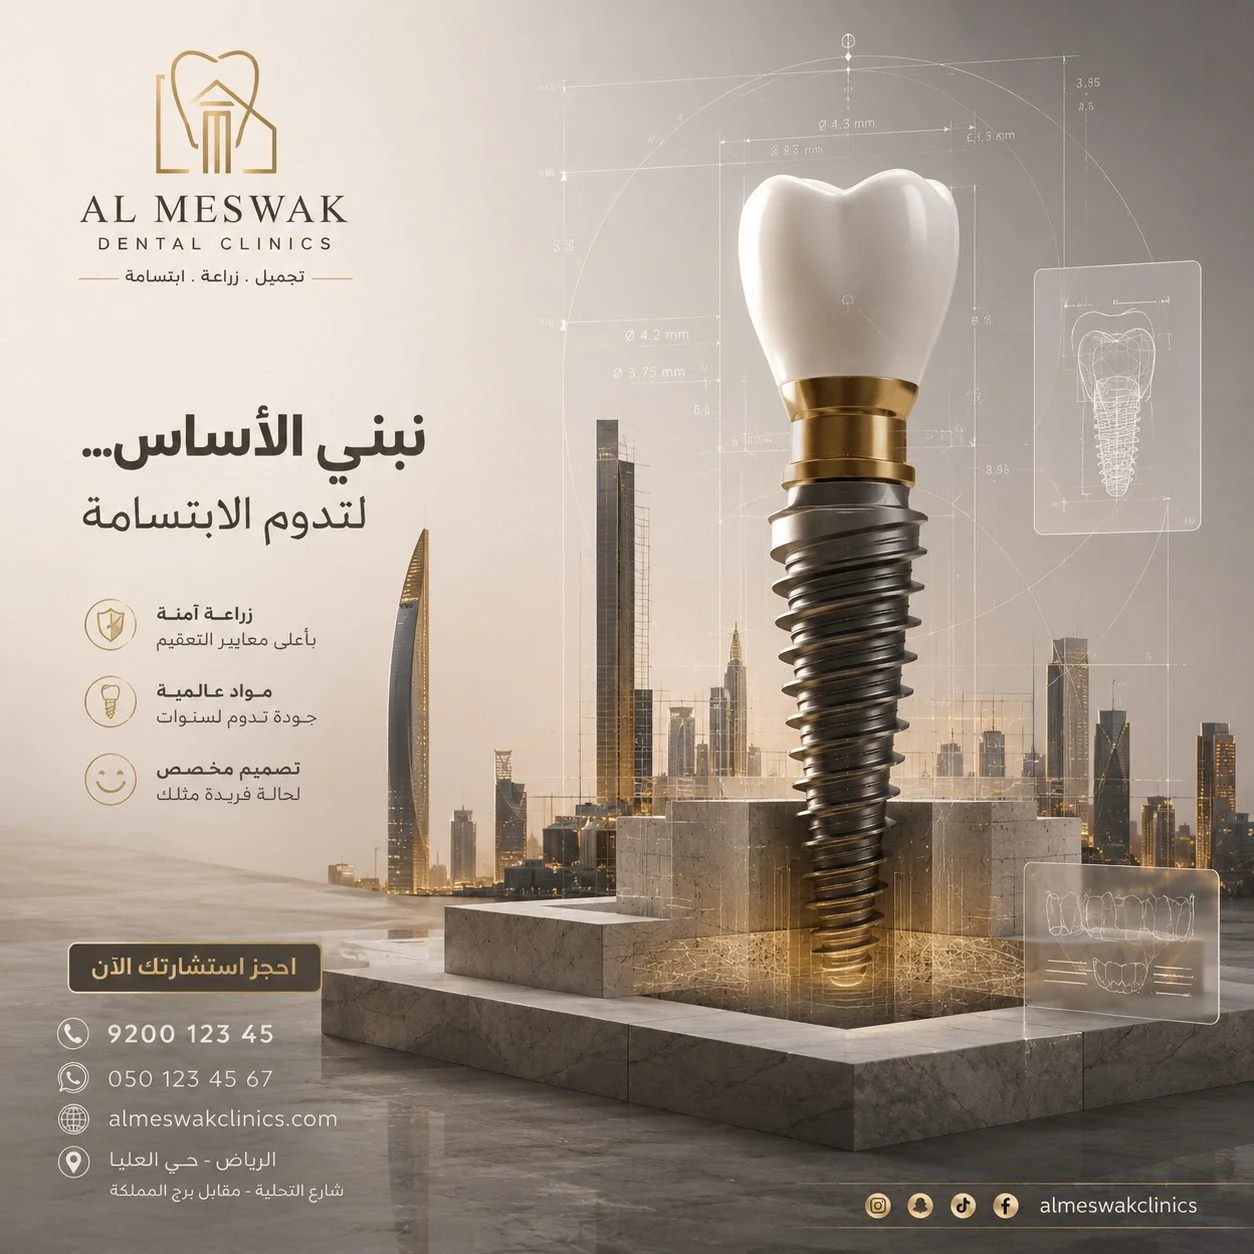 AL MESWAK
DENTAL CLINICS
تجميل . زراعة . ابتسامة
نبني الأساس...
لتدوم الابتسامة
زراعة آمنة
بأعلى معايير التعقيم
مواد عالمية
جودة تدوم لسنوات
تصميم مخصص
لحالة فريدة مثلك
احجز استشارتك الآن
9200 123 45
050 123 45 67
almeswakclinics.com
الرياض - حي العليا
شارع التحلية - مقابل برج المملكة
almeswakclinics
Ø 4.3 mm
Ø 4.2 mm
Ø 3.75 mm